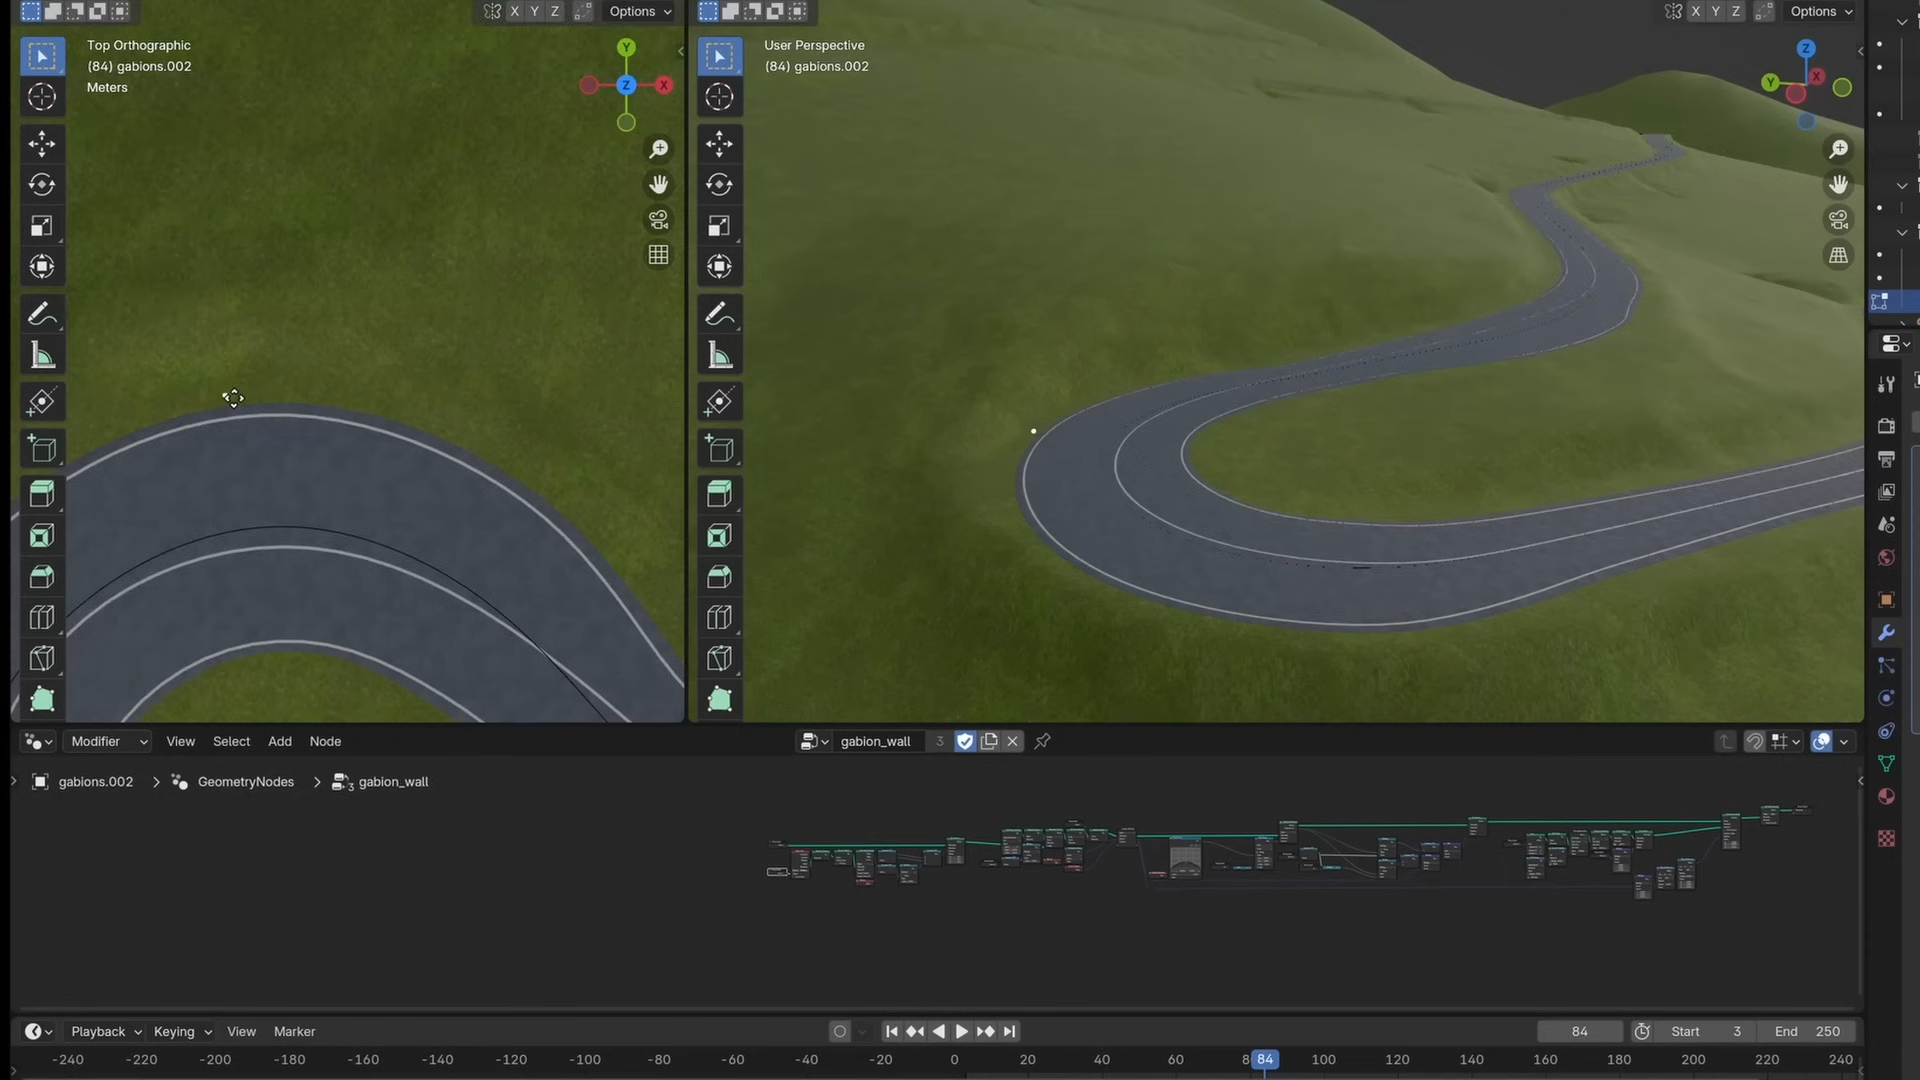 X Y Z Options
X Y Z Options
Top Orthographic
(84) gabions.002
Meters
Y
Z X
User Perspective
(84) gabions.002
Z
Y X
Modifier View Select Add Node
gabion_wall 3
gabions.002 GeometryNodes 3 gabion_wall
Playback Keying View Marker
84 Start 3 End 250
-240 -220 -200 -180 -160 -140 -120 -100 -80 -60 -40 -20 0 20 40 60 8 84 100 120 140 160 180 200 220 240